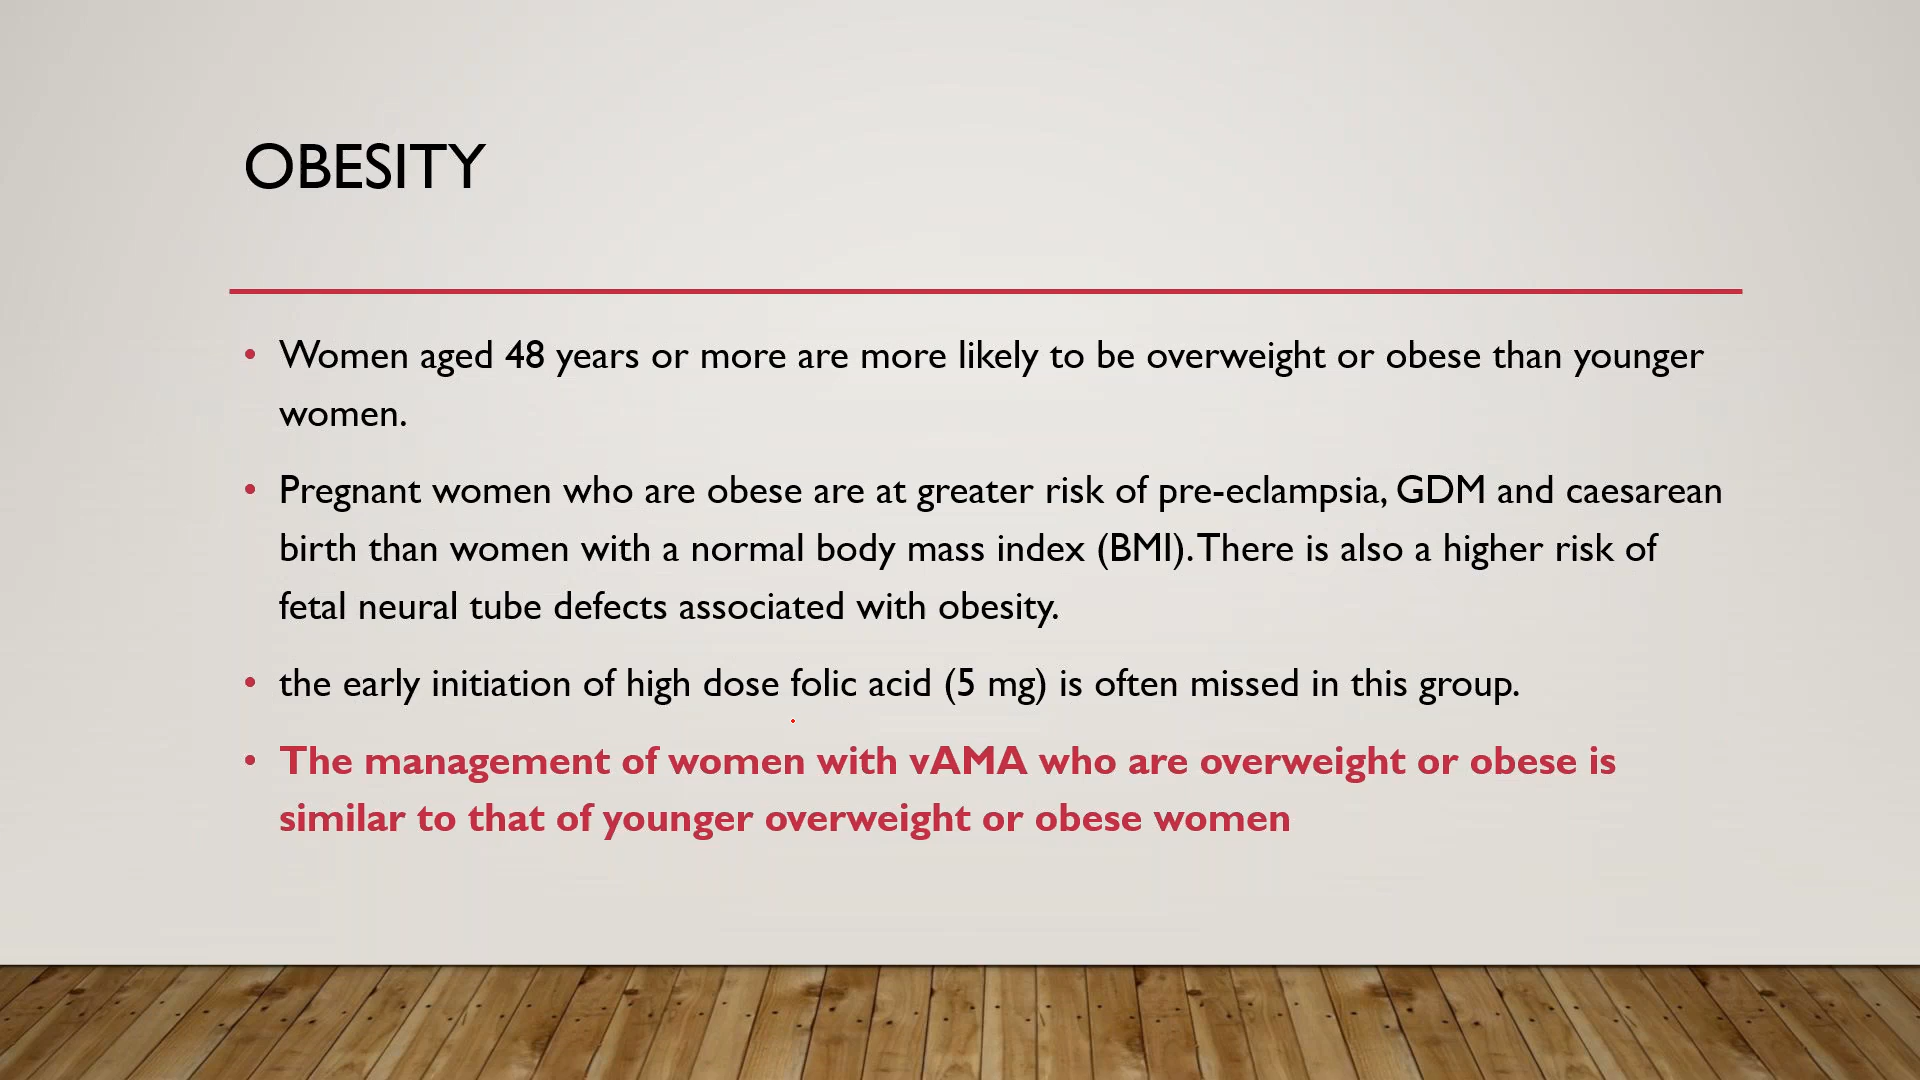 OBESITY
• Women aged 48 years or more are more likely to be overweight or obese than younger
women.
• Pregnant women who are obese are at greater risk of pre-eclampsia, GDM and caesarean
birth than women with a normal body mass index (BMI). There is also a higher risk of
fetal neural tube defects associated with obesity.
• the early initiation of high dose folic acid (5 mg) is often missed in this group.
• The management of women with vAMA who are overweight or obese is
similar to that of younger overweight or obese women